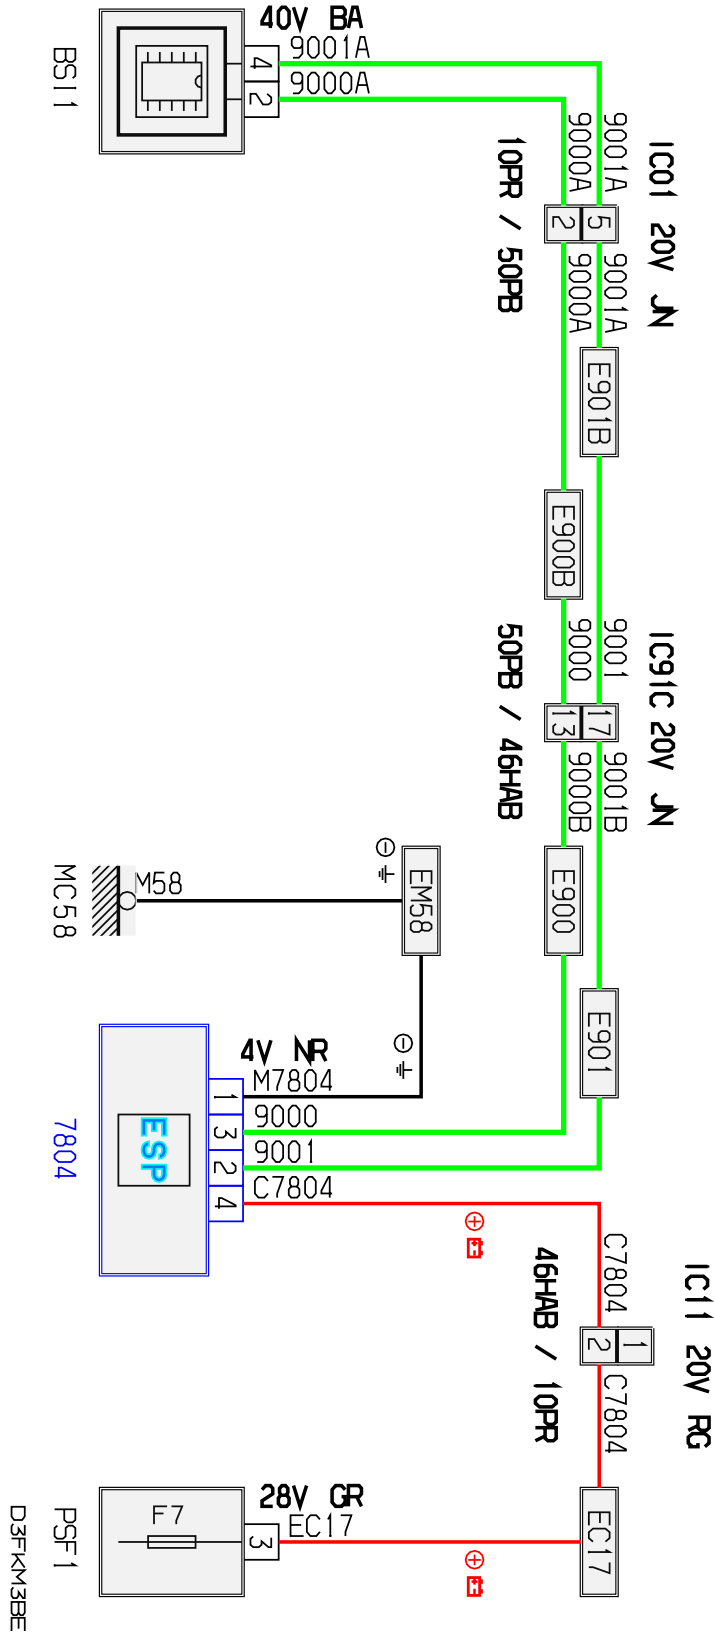 40V BA
9001A
BSI1
4
9000A
2
9001A
9000A
IC01 20V JN
10PR / 50PB
5
2
9001A
9000A
E901B
E900B
9001
9000
IC91C 20V JN
50PB / 46HAB
17
13
9001B
9000B
E900
EM58
M58
MC58
E901
4V NR
M7804
1
9000
3
9001
2
C7804
4
ESP
7804
C7804
IC11 20V RG
46HAB / 10PR
1
2
C7804
28V GR
EC17
EC17
F7
3
PSF1
D3FKM3BE